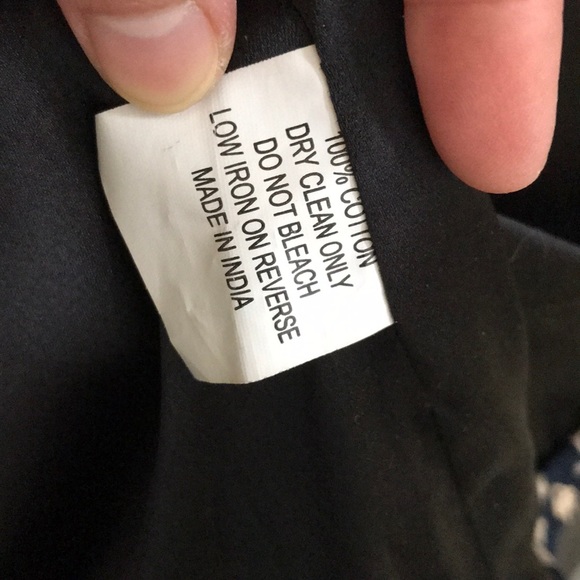 100% COTTON
DRY CLEAN ONLY
DO NOT BLEACH
LOW IRON ON REVERSE
MADE IN INDIA